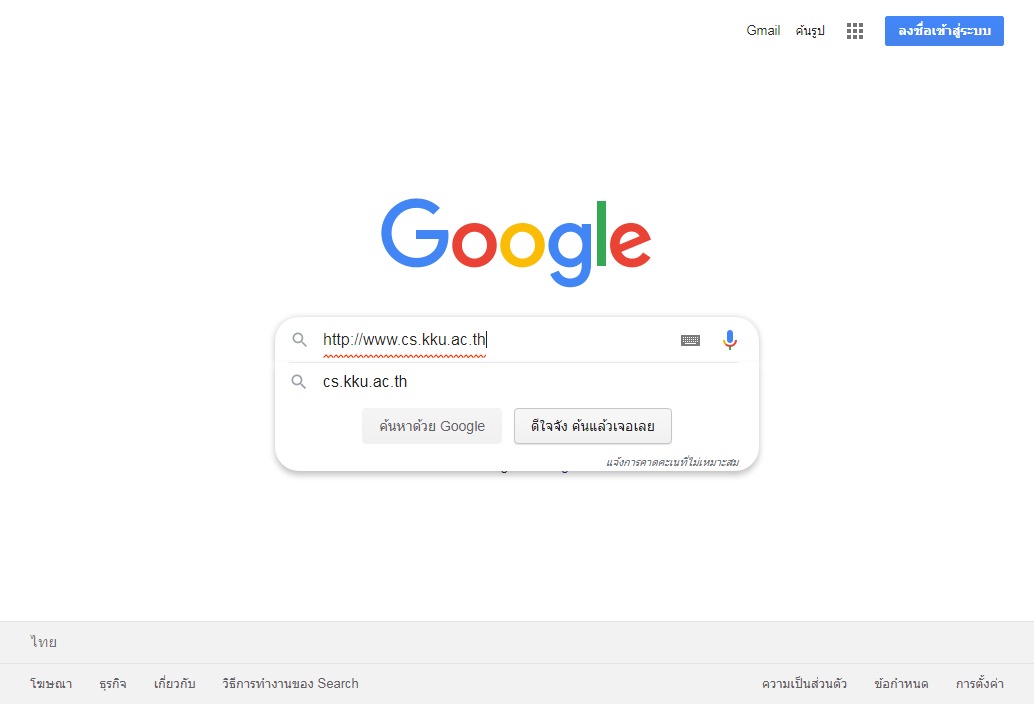 Gmail ค้นรูป ลงชื่อเข้าสู่ระบบ
Google
http://www.cs.kku.ac.th
cs.kku.ac.th
ค้นหาด้วย Google ดีใจจัง ค้นแล้วเจอเลย
แจ้งการคาดคะเนที่ไม่เหมาะสม
ไทย
โฆษณา ธุรกิจ เกี่ยวกับ วิธีการทำงานของ Search ความเป็นส่วนตัว ข้อกำหนด การตั้งค่า